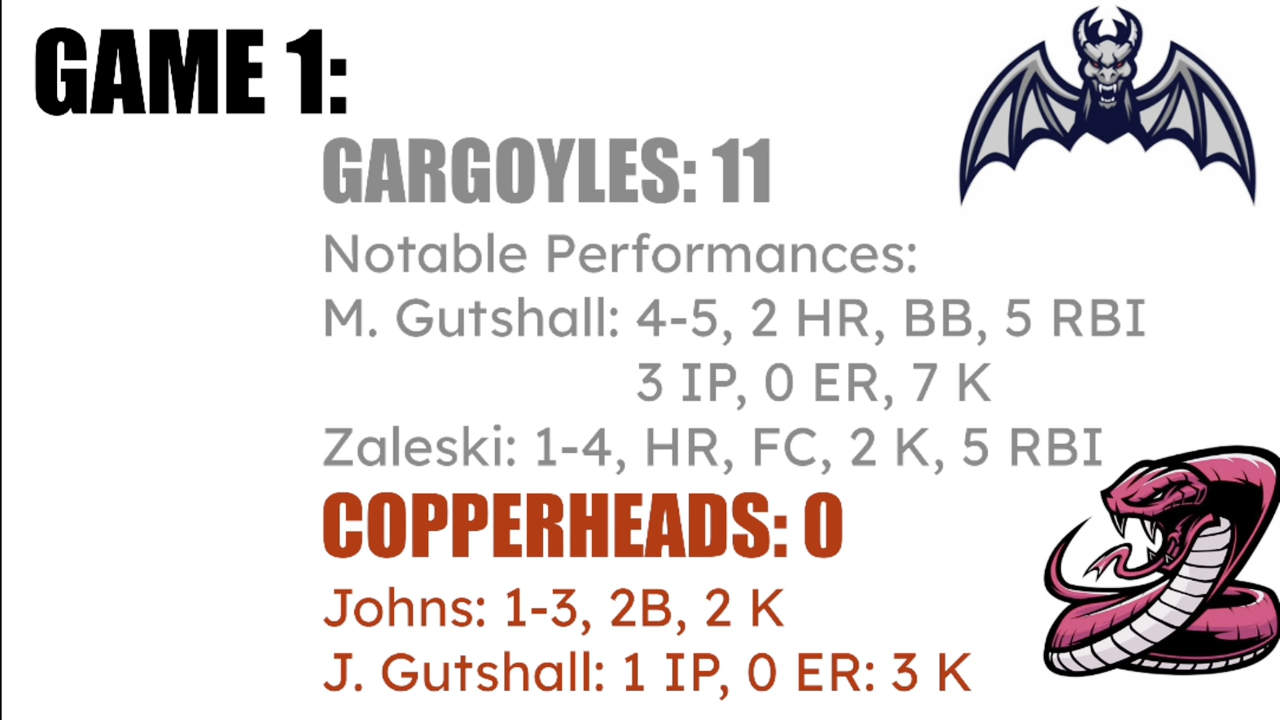 GAME 1:
GARGOYLES: 11
Notable Performances:
M. Gutshall: 4-5, 2 HR, BB, 5 RBI
3 IP, 0 ER, 7 K
Zaleski: 1-4, HR, FC, 2 K, 5 RBI
COPPERHEADS: 0
Johns: 1-3, 2B, 2 K
J. Gutshall: 1 IP, 0 ER: 3 K